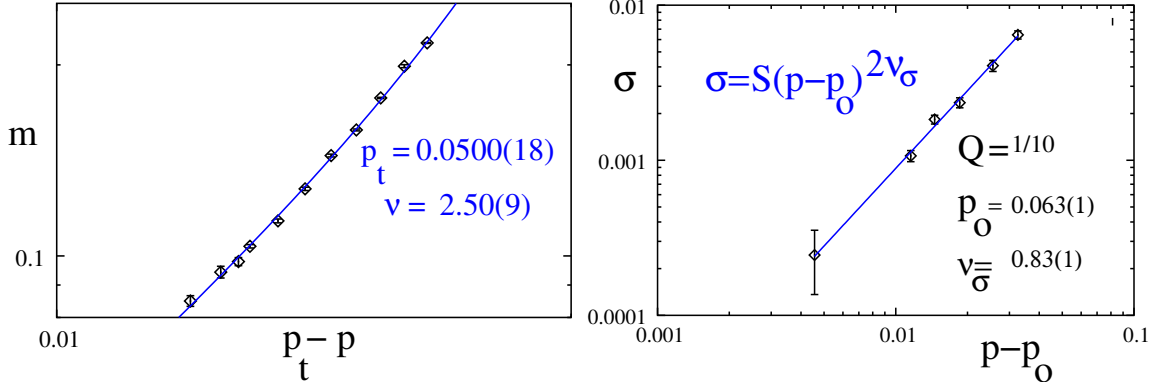 m
0.1
0.01
p_t − p
p_t = 0.0500(18)
ν = 2.50(9)
σ
0.01
0.001
0.0001
0.001
0.01
0.1
p−p_o
σ=S(p−p_o)^{2ν_σ}
Q = 1/10
p_o = 0.063(1)
ν_σ = 0.83(1)